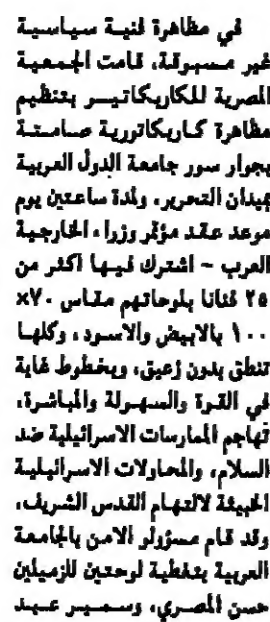 في مظاهرة فنية سياسية
غير مسبوقة، قامت الجمعية
المصرية للكاريكاتيـر بتنظيم
مظاهرة كاريكاتورية صامتة
بجوار سور جامعة الدول العربية
بميدان التحرير، ولمدة ساعتين يوم
موعد عقد مؤتمر وزراء الخارجية
العرب - اشترك فيها أكثر من
٢٥ فنانا بلوحاتهم مقاس ٧٠×
١٠٠ بالابيض والاسود، وكلها
تنطق بدون زعيق، وبخطوط غاية
في القوة والسهولة والمباشرة،
تهاجم الممارسات الاسرائيلية ضد
السلام، والمحاولات الاسرائيلية
الخبيثة لالتهام القدس الشريف،
وقد قام مسؤولو الامن بالجامعة
العربية بتغطية لوحتين للزميلين
حسن المصري، وسمير عبد